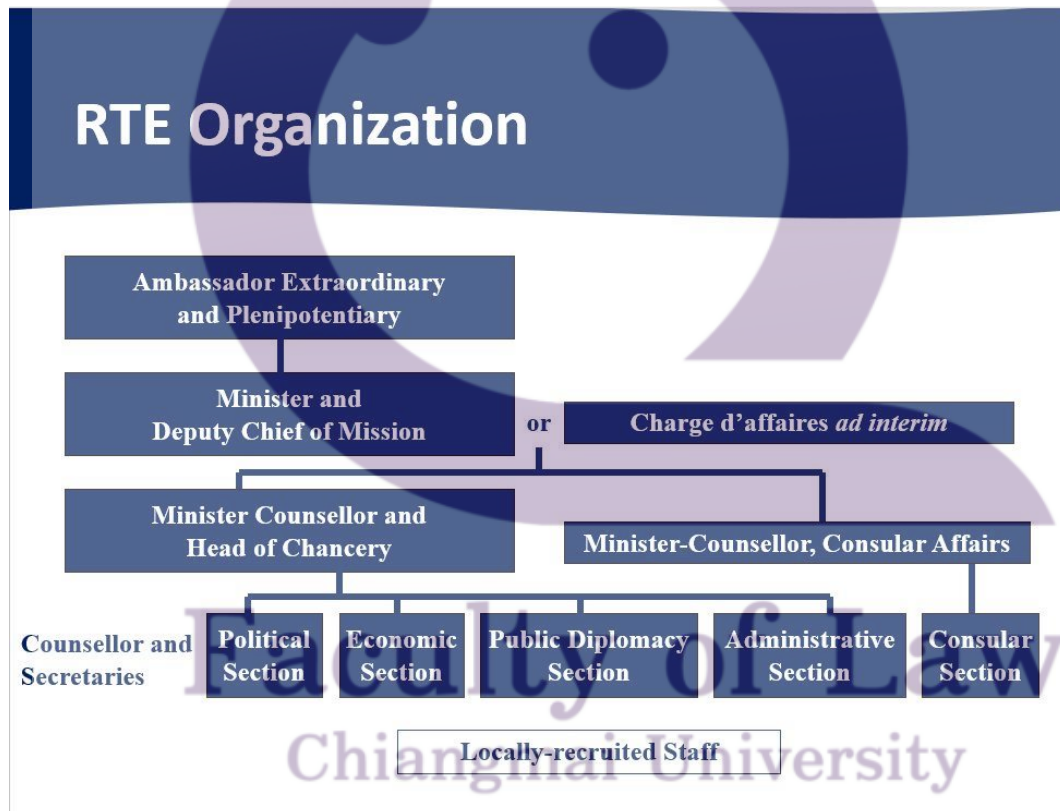 RTE Organization
Ambassador Extraordinary
and Plenipotentiary
Minister and
Deputy Chief of Mission
or
Charge d’affaires ad interim
Minister Counsellor and
Head of Chancery
Minister-Counsellor, Consular Affairs
Counsellor and
Secretaries
Political
Section
Economic
Section
Public Diplomacy
Section
Administrative
Section
Consular
Section
Locally-recruited Staff
Faculty of Law
Chiangmai University